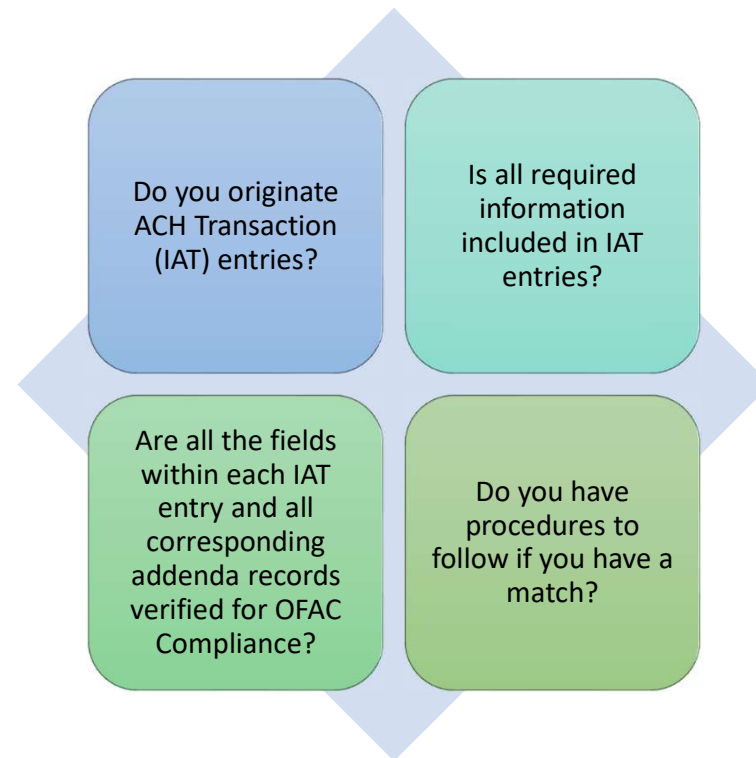 Do you originate
ACH Transaction
(IAT) entries?
Is all required
information
included in IAT
entries?
Are all the fields
within each IAT
entry and all
corresponding
addenda records
verified for OFAC
Compliance?
Do you have
procedures to
follow if you have a
match?